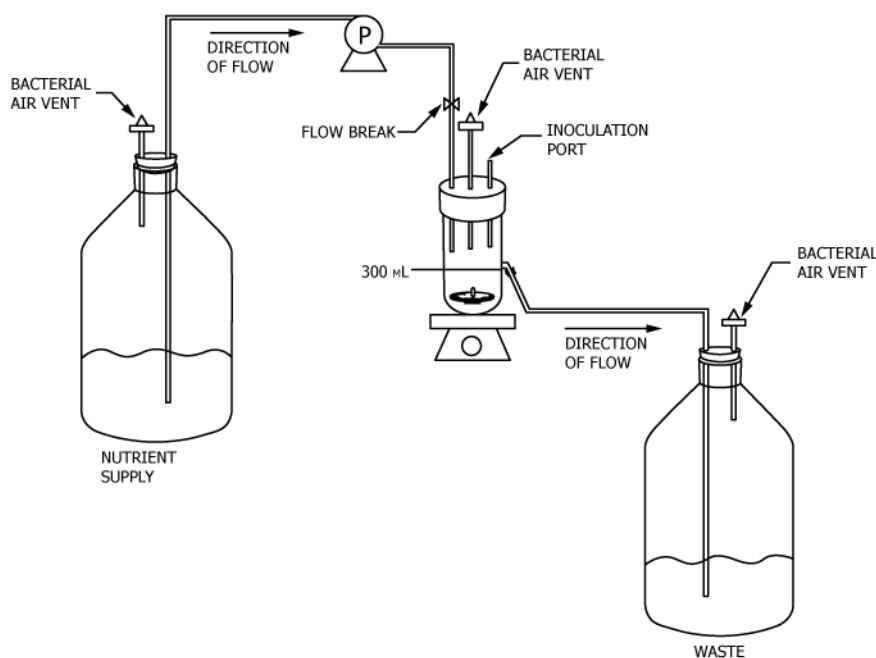 P
DIRECTION
OF FLOW
BACTERIAL
AIR VENT
BACTERIAL
AIR VENT
FLOW BREAK
INOCULATION
PORT
300 ML
BACTERIAL
AIR VENT
DIRECTION
OF FLOW
NUTRIENT
SUPPLY
WASTE